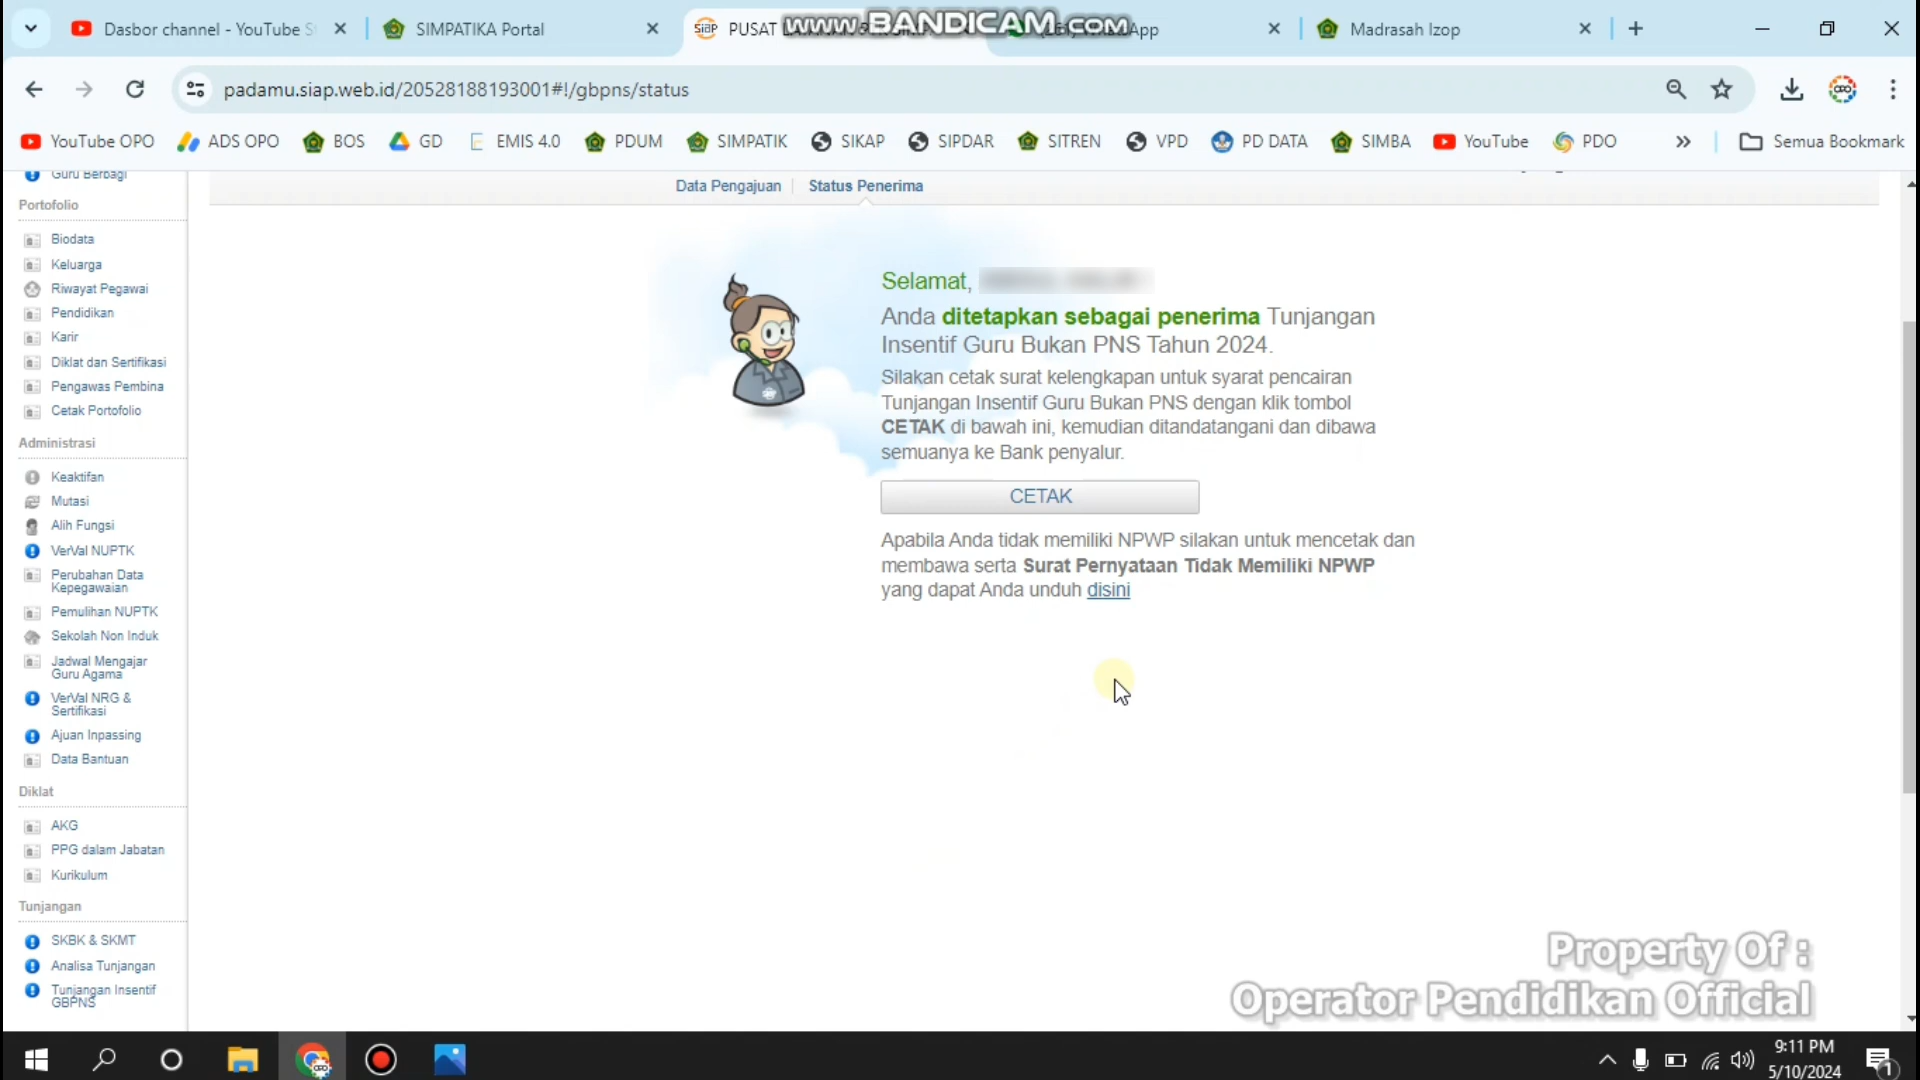 Dasbor channel - YouTube S
SIMPATIKA Portal
PUSAT
App
Madrasah Izop
www.BANDICAM.com
padamu.siap.web.id/20528188193001#!/gbpns/status
YouTube OPO
ADS OPO
BOS
GD
EMIS 4.0
PDUM
SIMPATIK
SIKAP
SIPDAR
SITREN
VPD
PD DATA
SIMBA
YouTube
PDO
Semua Bookmark
Guru Berbagi
Portofolio
Biodata
Keluarga
Riwayat Pegawai
Pendidikan
Karir
Diklat dan Sertifikasi
Pengawas Pembina
Cetak Portofolio
Administrasi
Keaktifan
Mutasi
Alih Fungsi
VerVal NUPTK
Perubahan Data
Kepegawaian
Pemulihan NUPTK
Sekolah Non Induk
Jadwal Mengajar
Guru Agama
VerVal NRG &
Sertifikasi
Ajuan Inpassing
Data Bantuan
Diklat
AKG
PPG dalam Jabatan
Kurikulum
Tunjangan
SKBK & SKMT
Analisa Tunjangan
Tunjangan Insentif
GBPNS
Data Pengajuan
Status Penerima
Selamat,
Anda ditetapkan sebagai penerima Tunjangan
Insentif Guru Bukan PNS Tahun 2024.
Silakan cetak surat kelengkapan untuk syarat pencairan
Tunjangan Insentif Guru Bukan PNS dengan klik tombol
CETAK di bawah ini, kemudian ditandatangani dan dibawa
semuanya ke Bank penyalur.
CETAK
Apabila Anda tidak memiliki NPWP silakan untuk mencetak dan
membawa serta Surat Pernyataan Tidak Memiliki NPWP
yang dapat Anda unduh disini
Property Of :
Operator Pendidikan Official
9:11 PM
5/10/2024
1